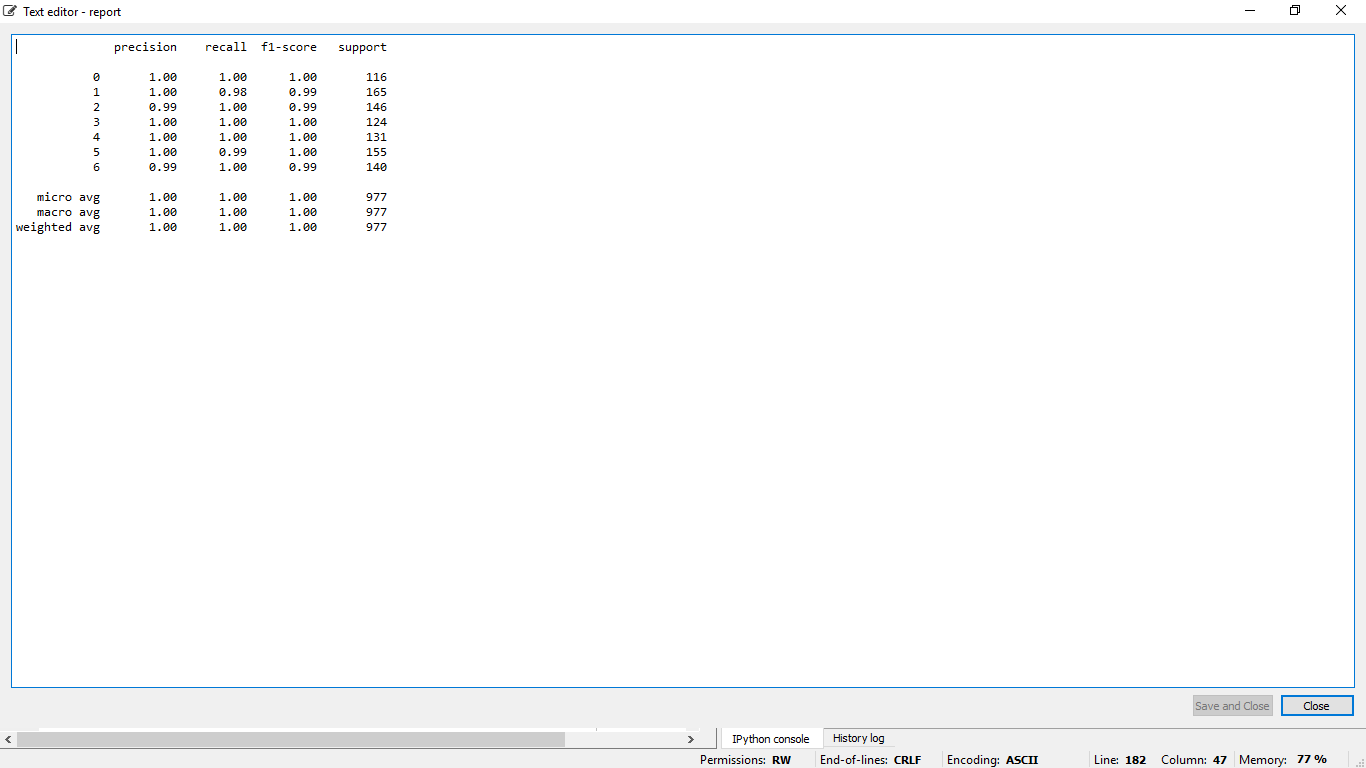 Text editor - report
precision recall f1-score support
0 1.00 1.00 1.00 116
1 1.00 0.98 0.99 165
2 0.99 1.00 0.99 146
3 1.00 1.00 1.00 124
4 1.00 1.00 1.00 131
5 1.00 0.99 1.00 155
6 0.99 1.00 0.99 140
micro avg 1.00 1.00 1.00 977
macro avg 1.00 1.00 1.00 977
weighted avg 1.00 1.00 1.00 977
Save and Close Close
IPython console History log
Permissions: RW End-of-lines: CRLF Encoding: ASCII Line: 182 Column: 47 Memory: 77 %